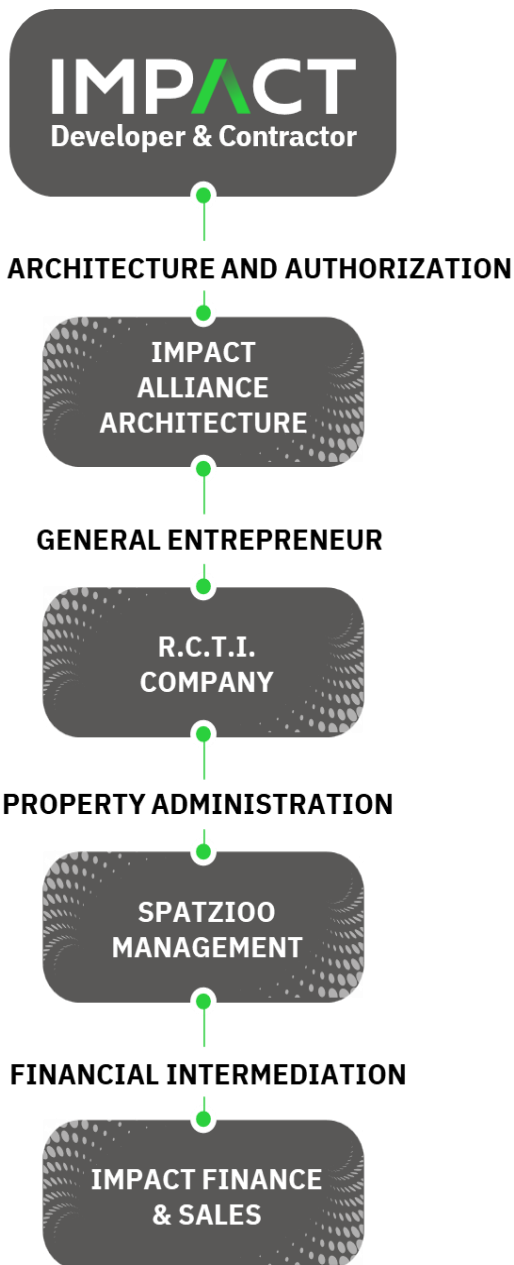 IMPACT
Developer & Contractor
ARCHITECTURE AND AUTHORIZATION
IMPACT
ALLIANCE
ARCHITECTURE
GENERAL ENTREPRENEUR
R.C.T.I.
COMPANY
PROPERTY ADMINISTRATION
SPATZIOO
MANAGEMENT
FINANCIAL INTERMEDIATION
IMPACT FINANCE
& SALES